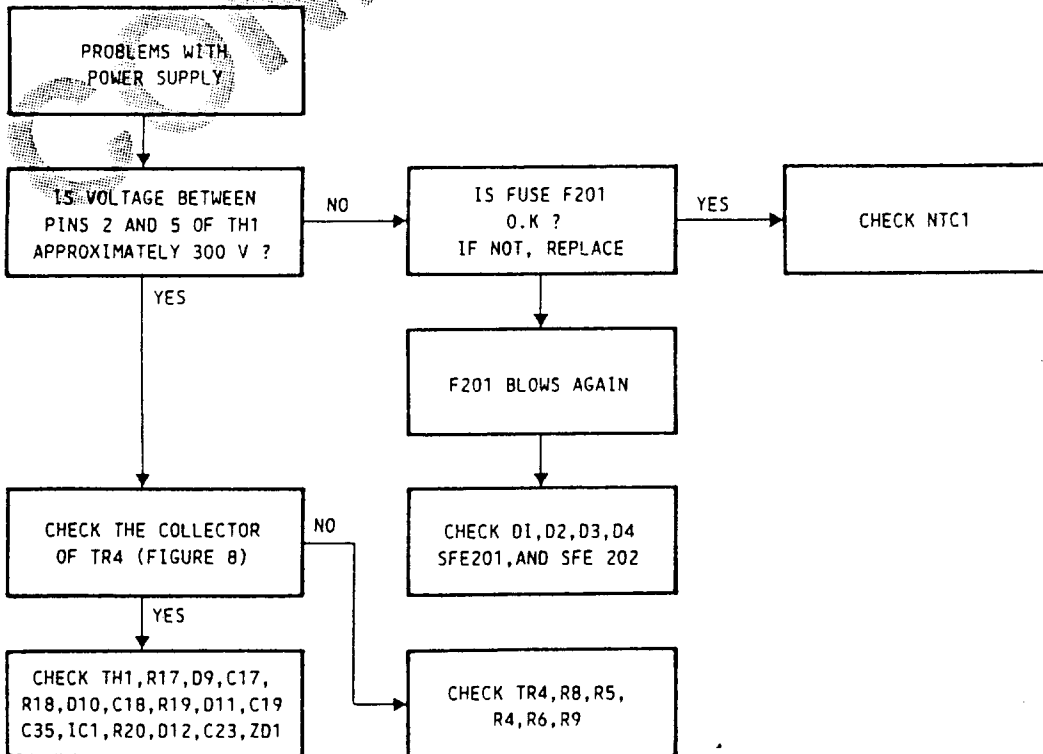 PROBLEMS WITH
POWER SUPPLY
IS VOLTAGE BETWEEN
PINS 2 AND 5 OF TH1
APPROXIMATELY 300 V ?
NO
IS FUSE F201
O.K ?
IF NOT, REPLACE
YES
CHECK NTC1
YES
F201 BLOWS AGAIN
CHECK THE COLLECTOR
OF TR4 (FIGURE 8)
NO
CHECK DI,D2,D3,D4
SFE201,AND SFE 202
YES
CHECK TH1,R17,D9,C17,
R18,D10,C18,R19,D11,C19
C35,IC1,R20,D12,C23,ZD1
CHECK TR4,R8,R5,
R4,R6,R9